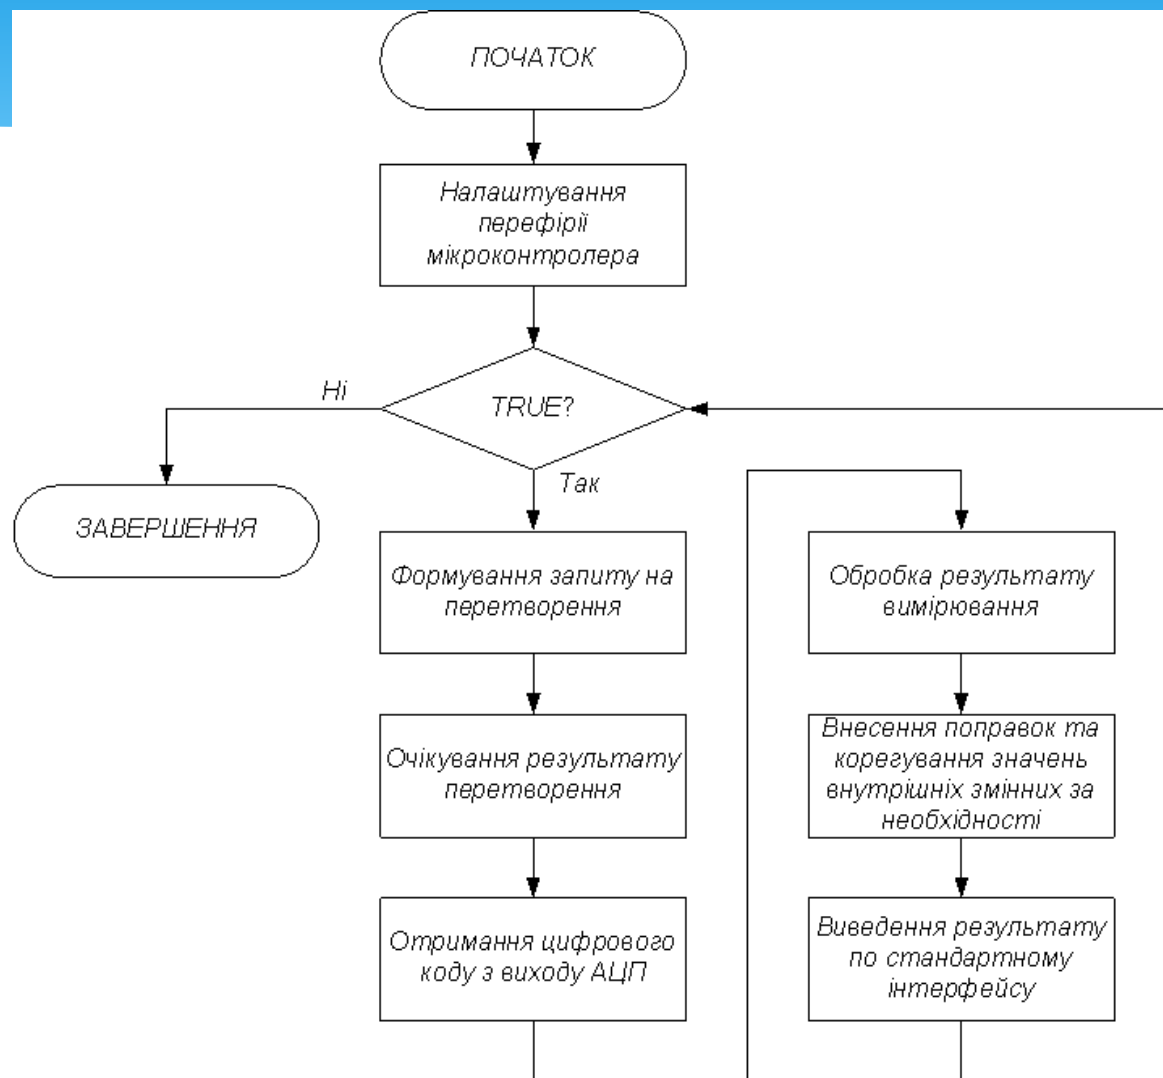 ПОЧАТОК
Налаштування
перефірії
мікроконтролера
Ні
TRUE?
Так
ЗАВЕРШЕННЯ
Формування запиту на
перетворення
Очікування результату
перетворення
Отримання цифрового
коду з виходу АЦП
Обробка результату
вимірювання
Внесення поправок та
корегування значень
внутрішніх змінних за
необхідності
Виведення результату
по стандартному
інтерфейсу